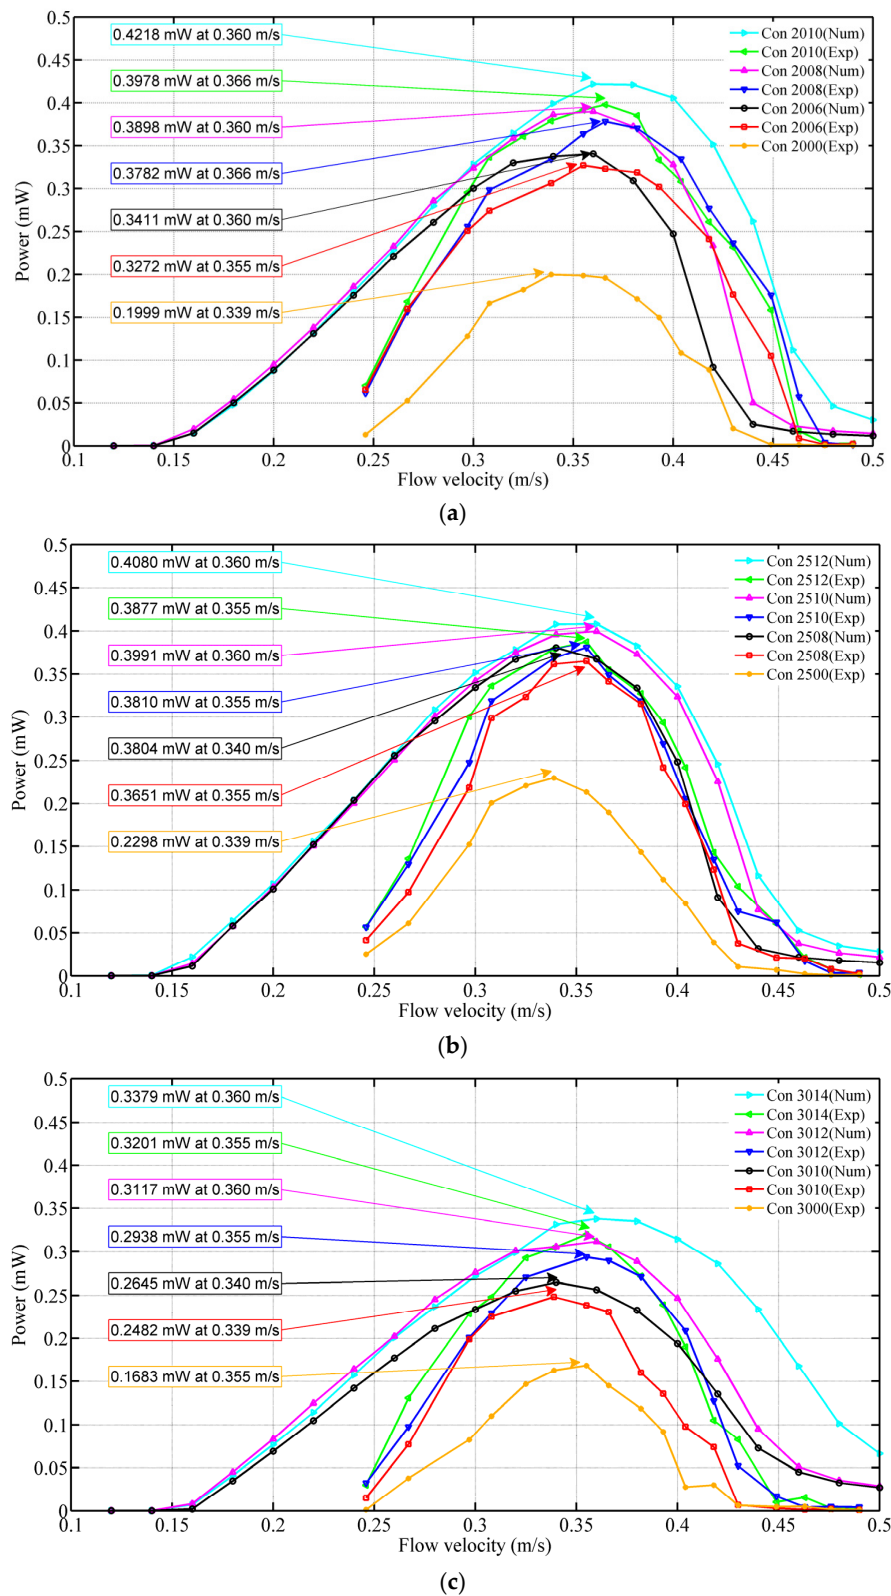 0.5
0.45
0.4
0.35
0.3
0.25
0.2
0.15
0.1
0.05
0
Power (mW)
0.4218 mW at 0.360 m/s
0.3978 mW at 0.366 m/s
0.3898 mW at 0.360 m/s
0.3782 mW at 0.366 m/s
0.3411 mW at 0.360 m/s
0.3272 mW at 0.355 m/s
0.1999 mW at 0.339 m/s
Con 2010(Num)
Con 2010(Exp)
Con 2008(Num)
Con 2008(Exp)
Con 2006(Num)
Con 2006(Exp)
Con 2000(Exp)
0.1 0.15 0.2 0.25 0.3 0.35 0.4 0.45 0.5
Flow velocity (m/s)
(a)
0.5
0.45
0.4
0.35
0.3
0.25
0.2
0.15
0.1
0.05
0
Power (mW)
0.4080 mW at 0.360 m/s
0.3877 mW at 0.355 m/s
0.3991 mW at 0.360 m/s
0.3810 mW at 0.355 m/s
0.3804 mW at 0.340 m/s
0.3651 mW at 0.355 m/s
0.2298 mW at 0.339 m/s
Con 2512(Num)
Con 2512(Exp)
Con 2510(Num)
Con 2510(Exp)
Con 2508(Num)
Con 2508(Exp)
Con 2500(Exp)
0.1 0.15 0.2 0.25 0.3 0.35 0.4 0.45 0.5
Flow velocity (m/s)
(b)
0.5
0.45
0.4
0.35
0.3
0.25
0.2
0.15
0.1
0.05
0
Power (mW)
0.3379 mW at 0.360 m/s
0.3201 mW at 0.355 m/s
0.3117 mW at 0.360 m/s
0.2938 mW at 0.355 m/s
0.2645 mW at 0.340 m/s
0.2482 mW at 0.339 m/s
0.1683 mW at 0.355 m/s
Con 3014(Num)
Con 3014(Exp)
Con 3012(Num)
Con 3012(Exp)
Con 3010(Num)
Con 3010(Exp)
Con 3000(Exp)
0.1 0.15 0.2 0.25 0.3 0.35 0.4 0.45 0.5
Flow velocity (m/s)
(c)